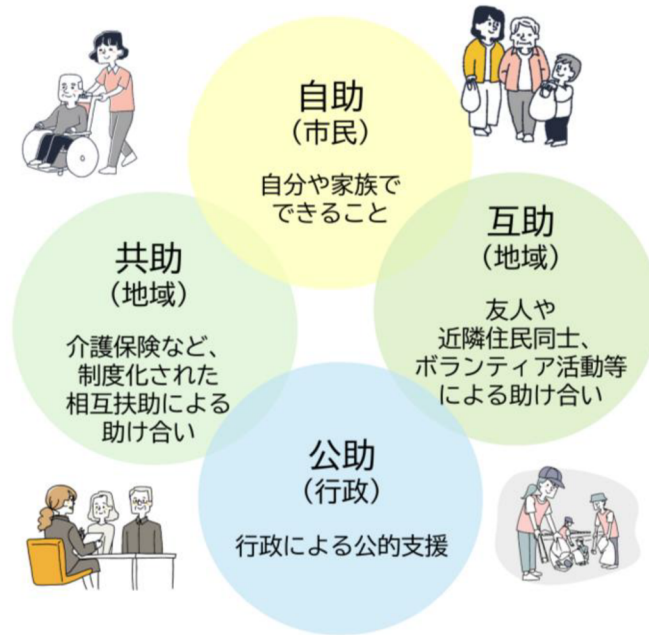 自助
（市民）
自分や家族で
できること
共助
（地域）
介護保険など、
制度化された
相互扶助による
助け合い
互助
（地域）
友人や
近隣住民同士、
ボランティア活動等
による助け合い
公助
（行政）
行政による公的支援